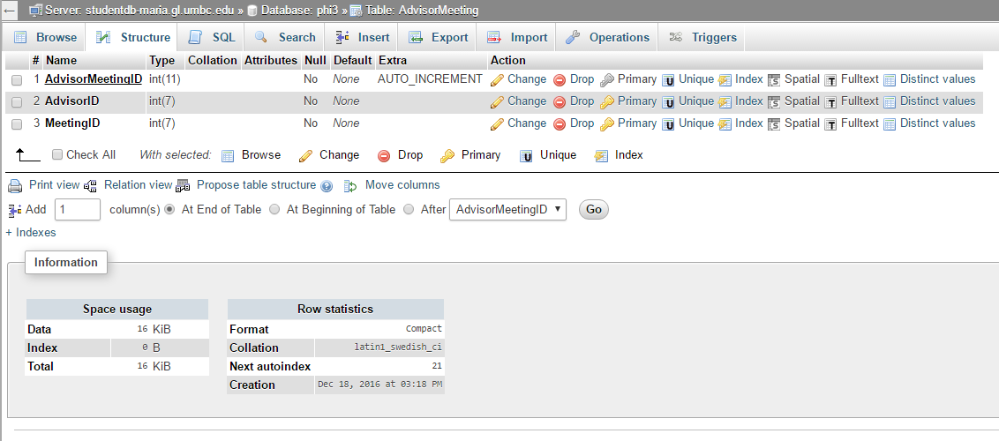 ← Server: studentdb-maria.gl.umbc.edu » Database: phi3 » Table: AdvisorMeeting
Browse Structure SQL Search Insert Export Import Operations Triggers
# Name Type Collation Attributes Null Default Extra Action
1 AdvisorMeetingID int(11) No None AUTO_INCREMENT Change Drop Primary U Unique Index S Spatial T Fulltext Distinct values
2 AdvisorID int(7) No None Change Drop Primary U Unique Index S Spatial T Fulltext Distinct values
3 MeetingID int(7) No None Change Drop Primary U Unique Index S Spatial T Fulltext Distinct values
Check All With selected: Browse Change Drop Primary U Unique Index
Print view Relation view Propose table structure ? Move columns
Add 1 column(s) At End of Table At Beginning of Table After AdvisorMeetingID ▼ Go
+ Indexes
Information
Space usage Row statistics
Data 16 KiB Format Compact
Index 0 B Collation latin1_swedish_ci
Total 16 KiB Next autoindex 21
Creation Dec 18, 2016 at 03:18 PM